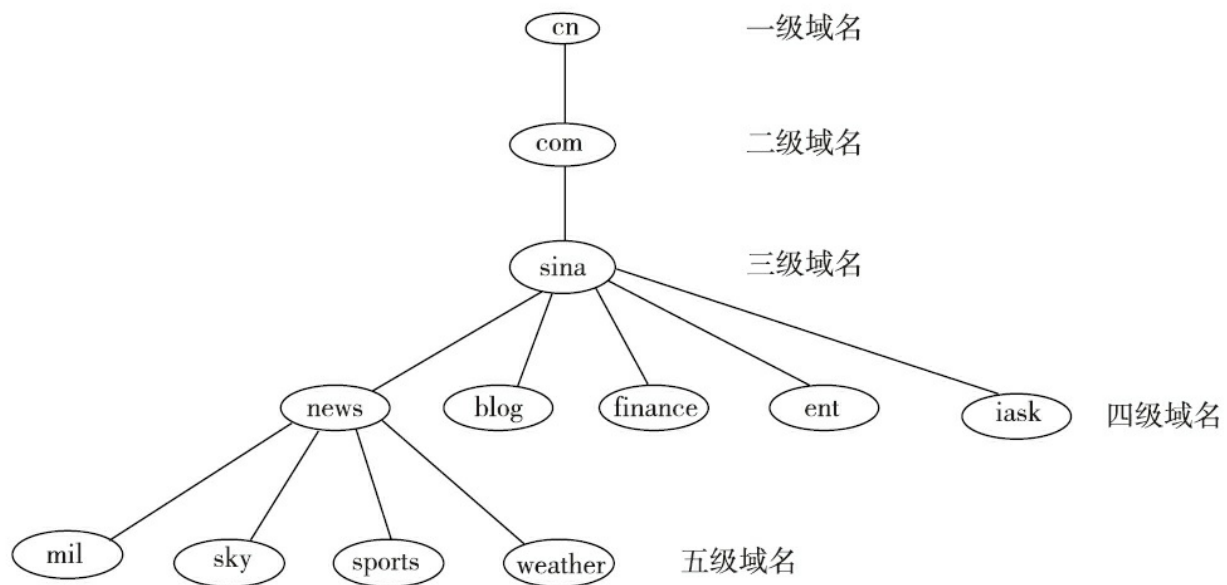 cn 一级域名
com 二级域名
sina 三级域名
news blog finance ent iask 四级域名
mil sky sports weather 五级域名